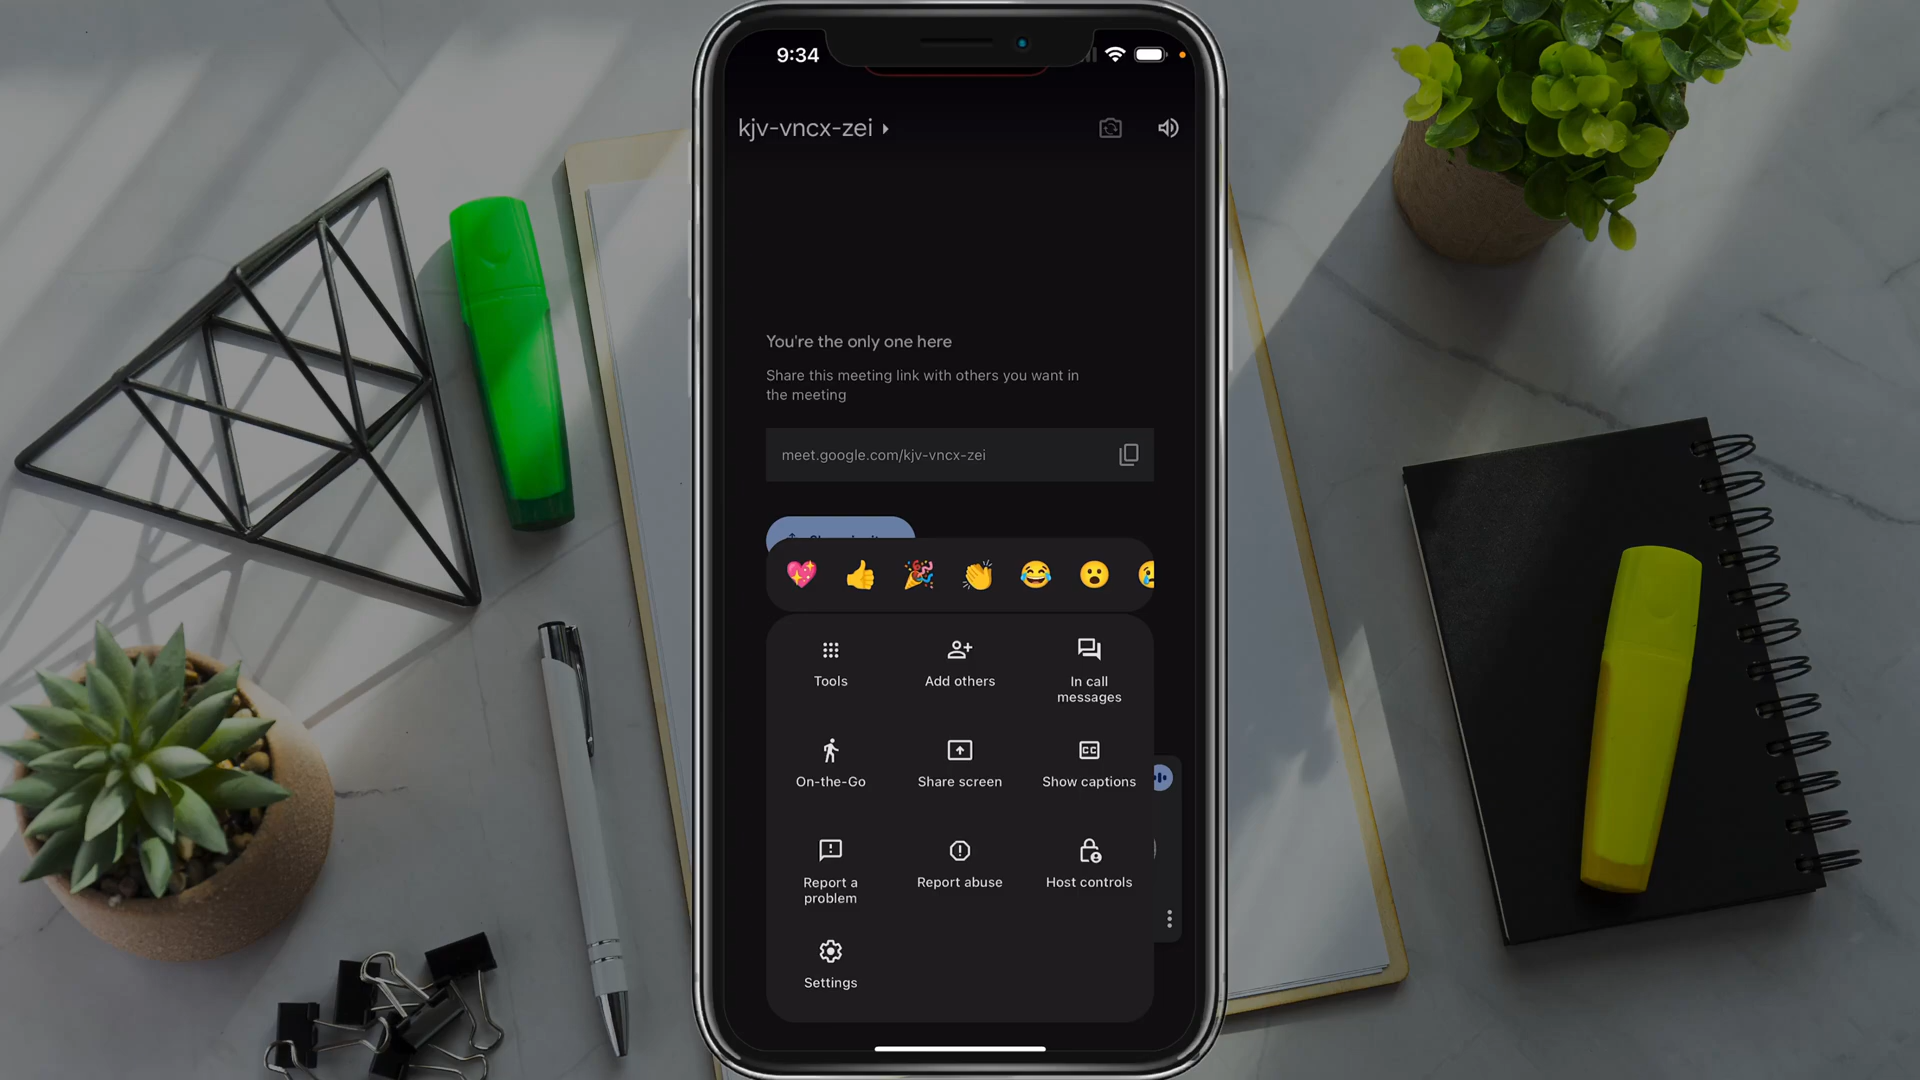 9:34
kjv-vncx-zei
You're the only one here
Share this meeting link with others you want in
the meeting
meet.google.com/kjv-vncx-zei
Tools
Add others
In call
messages
On-the-Go
Share screen
CC
Show captions
Report a
problem
Report abuse
Host controls
Settings